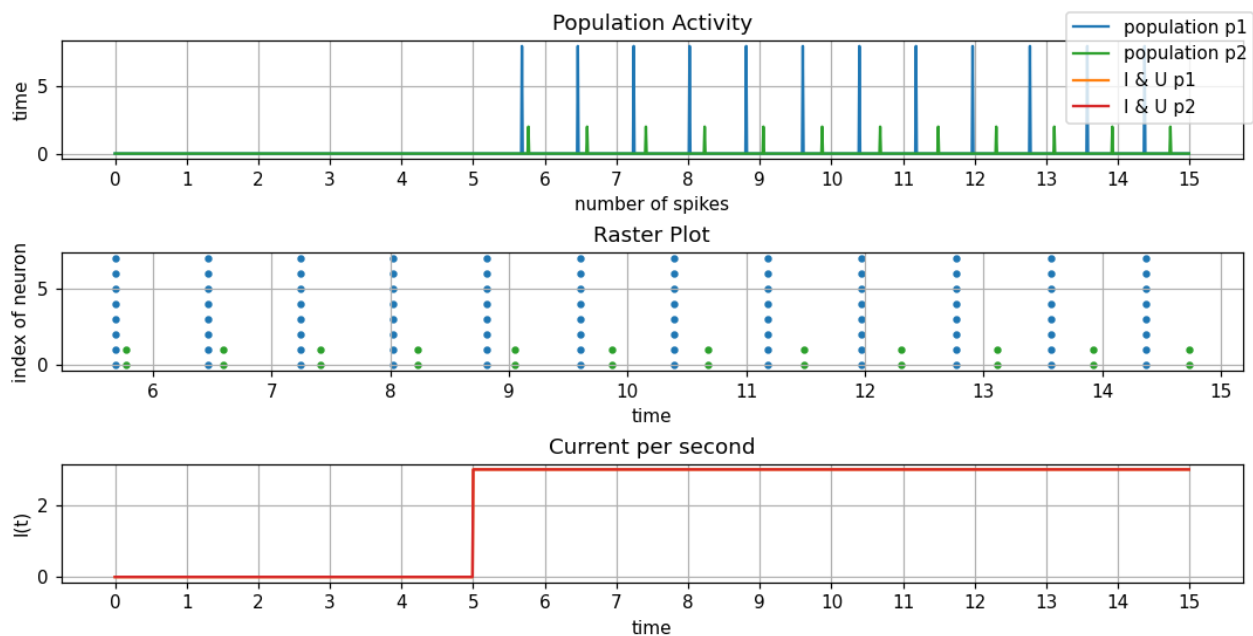 Population Activity
population p1
population p2
I & U p1
I & U p2
time
5
0
0 1 2 3 4 5 6 7 8 9 10 11 12 13 14 15
number of spikes
Raster Plot
index of neuron
5
0
6 7 8 9 10 11 12 13 14 15
time
Current per second
I(t)
2
0
0 1 2 3 4 5 6 7 8 9 10 11 12 13 14 15
time